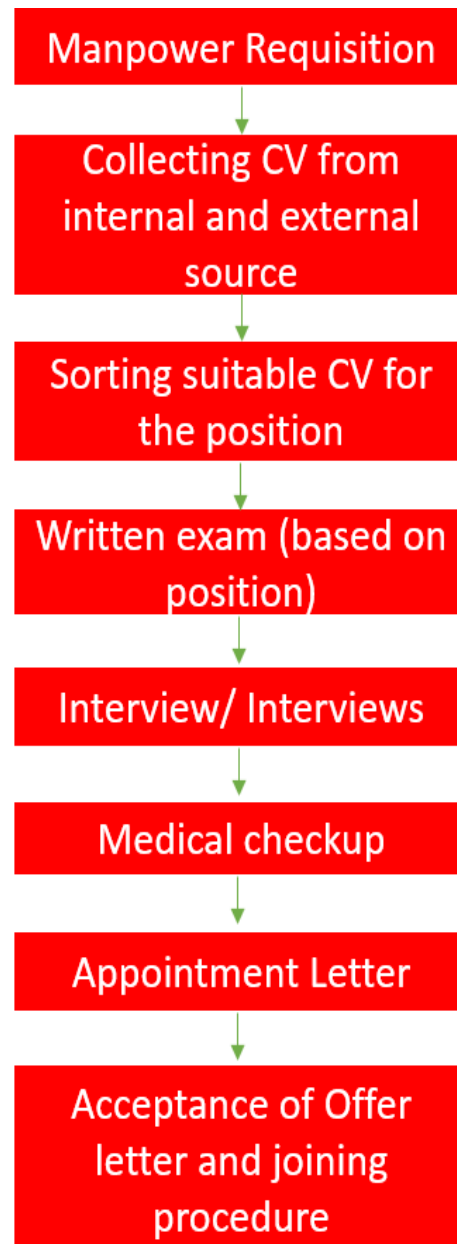 Manpower Requisition
Collecting CV from
internal and external
source
Sorting suitable CV for
the position
Written exam (based on
position)
Interview/ Interviews
Medical checkup
Appointment Letter
Acceptance of Offer
letter and joining
procedure